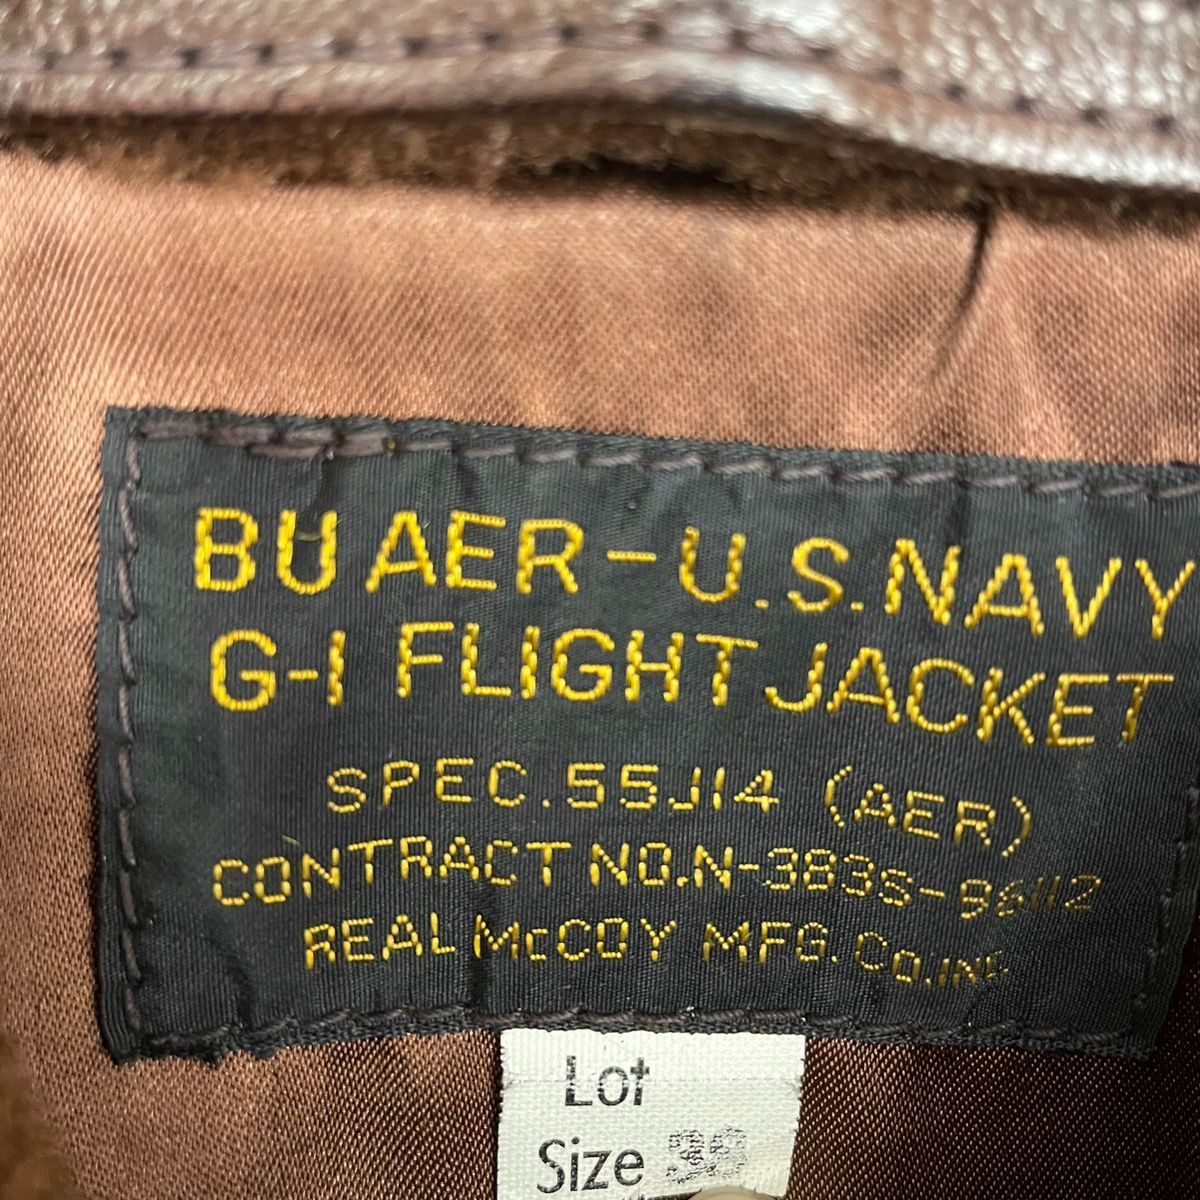 BU AER - U.S. NAVY
G-1 FLIGHT JACKET
SPEC. 55J14 (AER)
CONTRACT NO. N-383S-96112
REAL McCOY MFG. CO. INC.
Lot
Size